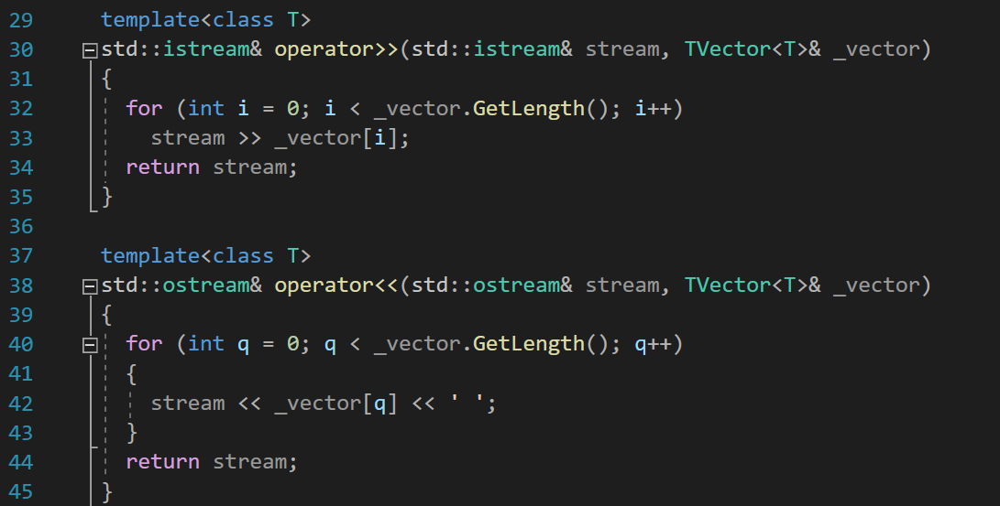 29 template<class T>
30 std::istream& operator>>(std::istream& stream, TVector<T>& _vector)
31 {
32 for (int i = 0; i < _vector.GetLength(); i++)
33 stream >> _vector[i];
34 return stream;
35 }
36
37 template<class T>
38 std::ostream& operator<<(std::ostream& stream, TVector<T>& _vector)
39 {
40 for (int q = 0; q < _vector.GetLength(); q++)
41 {
42 stream << _vector[q] << ' ';
43 }
44 return stream;
45 }